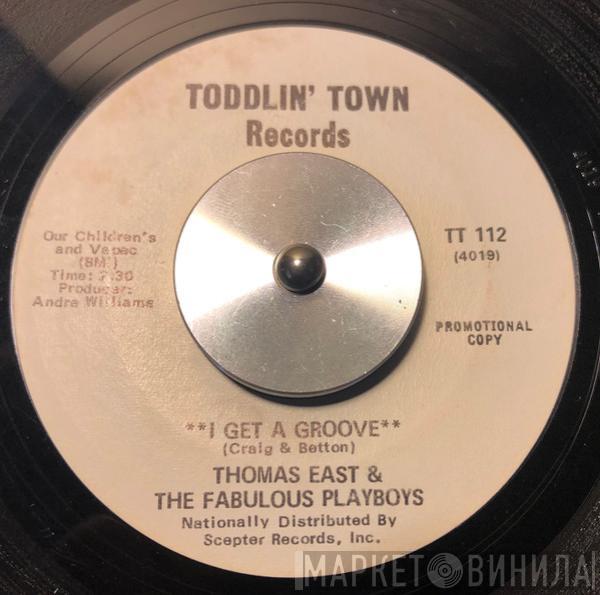 TODDLIN' TOWN
Records
Our Children's
and Vapac
(BMI)
Time: 2:30
Producer:
Andre Williams
TT 112
(4019)
PROMOTIONAL
COPY
**I GET A GROOVE**
(Craig & Betton)
THOMAS EAST &
THE FABULOUS PLAYBOYS
Nationally Distributed By
Scepter Records, Inc.
МАРКЕТ ВИНИЛА